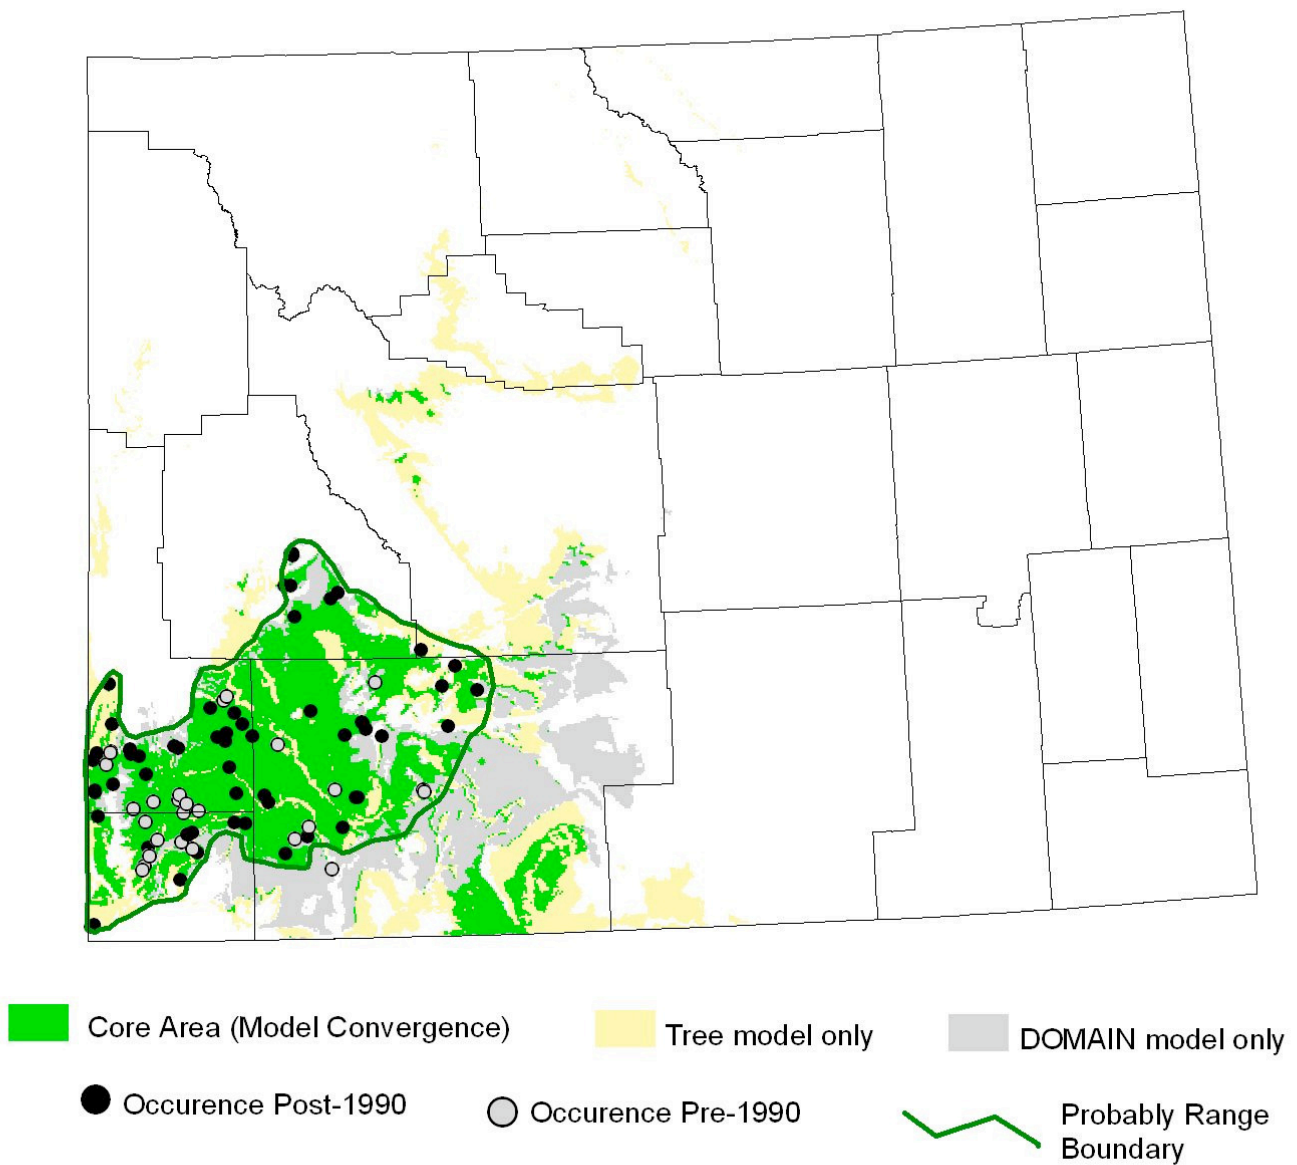 Core Area (Model Convergence)
Tree model only
DOMAIN model only
Occurence Post-1990
Occurence Pre-1990
Probably Range
Boundary